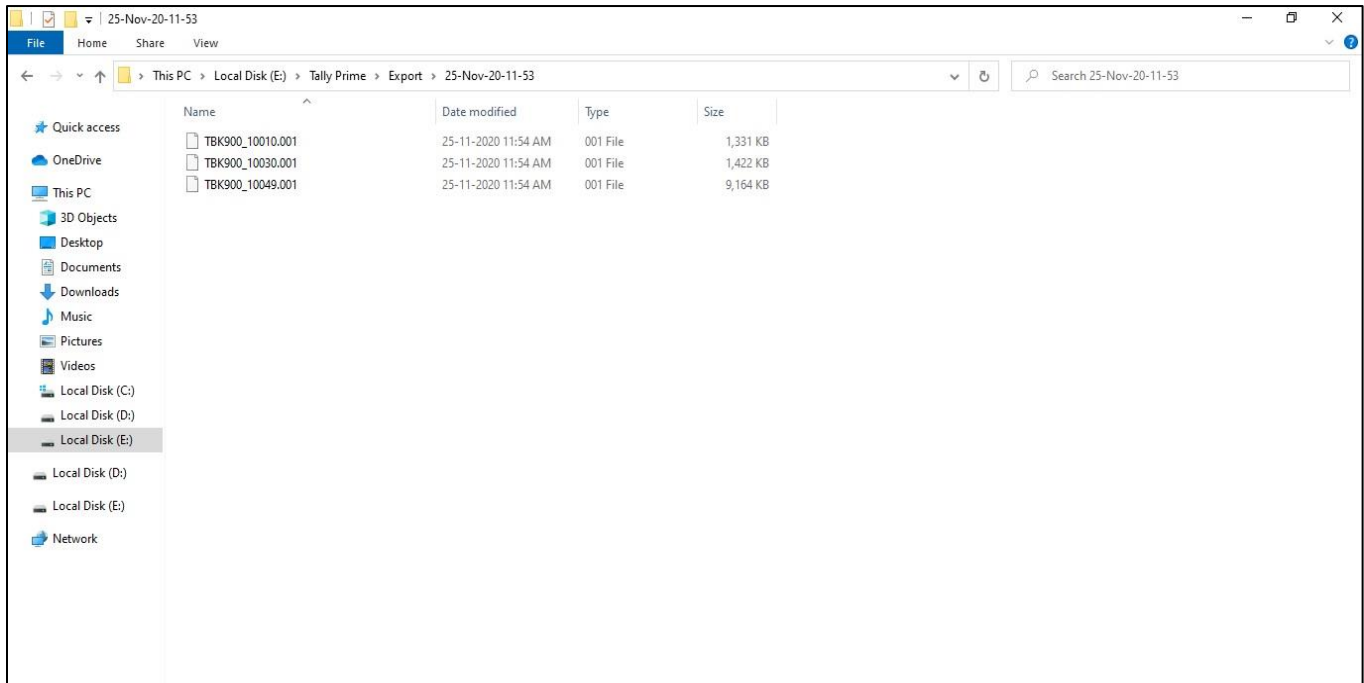 25-Nov-20-11-53
File Home Share View
This PC > Local Disk (E:) > Tally Prime > Export > 25-Nov-20-11-53
Search 25-Nov-20-11-53
Name Date modified Type Size
Quick access
OneDrive
This PC
3D Objects
Desktop
Documents
Downloads
Music
Pictures
Videos
Local Disk (C:)
Local Disk (D:)
Local Disk (E:)
Local Disk (D:)
Local Disk (E:)
Network
TBK900_10010.001 25-11-2020 11:54 AM 001 File 1,331 KB
TBK900_10030.001 25-11-2020 11:54 AM 001 File 1,422 KB
TBK900_10049.001 25-11-2020 11:54 AM 001 File 9,164 KB